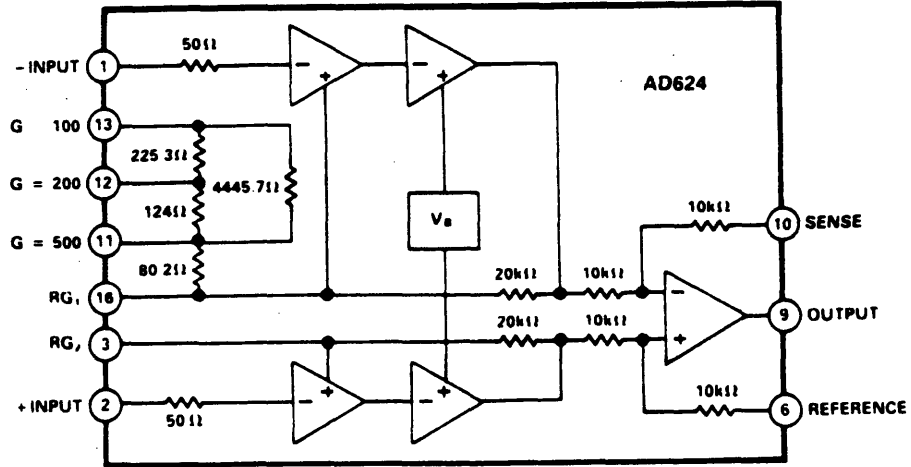 50Ω
- INPUT 1
AD624
G 100 13
225 3Ω
G = 200 12
4445.7Ω
124Ω
G = 500 11
80 2Ω
VB
10kΩ
10 SENSE
20kΩ
10kΩ
RG1 16
9 OUTPUT
20kΩ
10kΩ
RG2 3
10kΩ
+ INPUT 2
6 REFERENCE
50Ω
- +
- +
- +
- +
- +